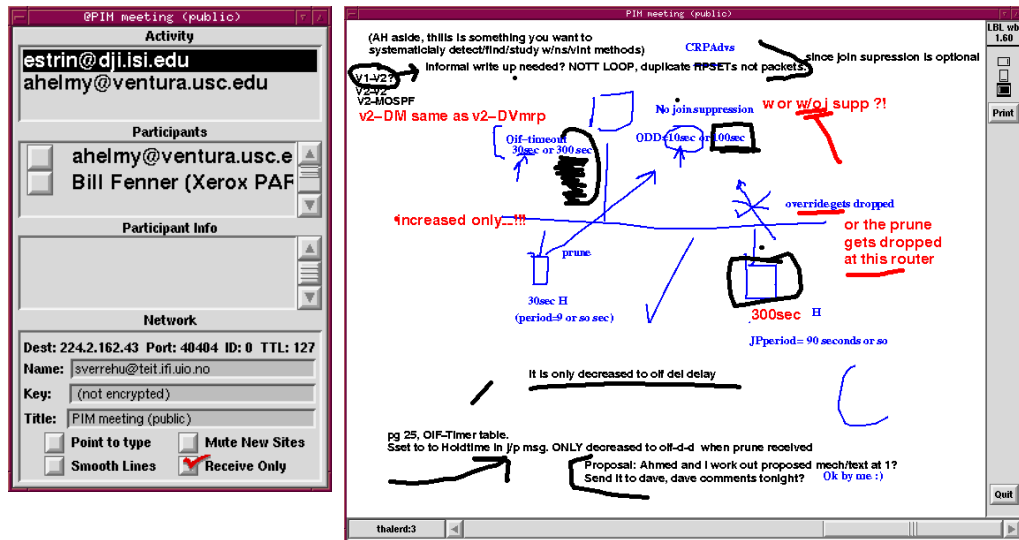 @PIM meeting (public)
Activity
estrin@dji.isi.edu
ahelmy@ventura.usc.edu
Participants
ahelmy@ventura.usc.e
Bill Fenner (Xerox PAR
Participant Info
Network
Dest: 224.2.162.43 Port: 40404 ID: 0 TTL: 127
Name: sverrehu@teit.ifi.uio.no
Key: (not encrypted)
Title: PIM meeting (public)
Point to type
Mute New Sites
Smooth Lines
Receive Only
PIM meeting (public)
LBL wb
1.60
Print
Quit
(AH aside, thiIs is something you want to
systematiclaly detect/find/study w/ns/vint methods)
CRPAdvs
since join supression is optional
Informal write up needed? NOTT LOOP, duplicate RPSETs not packets.
V1-V2?
V2-V2
V2-MOSPF
v2-DM same as v2-DVmrp
No join suppression
w or w/o j supp ?!
Oif-timeout
30sec or 300sec
ODD=10sec or 100sec
override gets dropped
increased only..!!!
or the prune
gets dropped
at this router
prune
30sec H
(period=9 or so sec)
300sec H
JPperiod= 90 seconds or so
It is only decreased to oif del delay
pg 25, OIF-Timer table.
Sset to to Holdtime in j/p msg. ONLY decreased to oif-d-d when prune received
Proposal: Ahmed and I work out proposed mech/text at 1?
Send it to dave, dave comments tonight?
Ok by me :)
thalerd:3